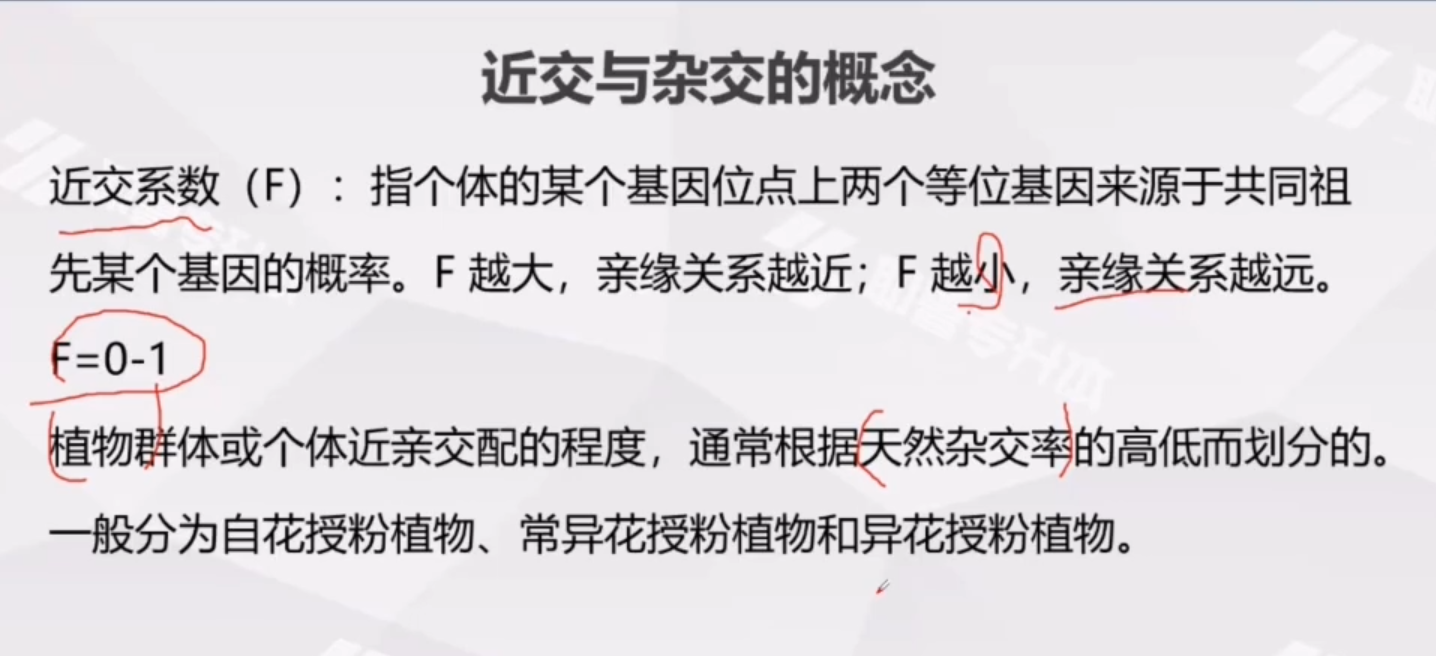 近交与杂交的概念
近交系数（F）：指个体的某个基因位点上两个等位基因来源于共同祖
先某个基因的概率。F 越大，亲缘关系越近；F 越小，亲缘关系越远。
F=0-1
植物群体或个体近亲交配的程度，通常根据天然杂交率的高低而划分的。
一般分为自花授粉植物、常异花授粉植物和异花授粉植物。